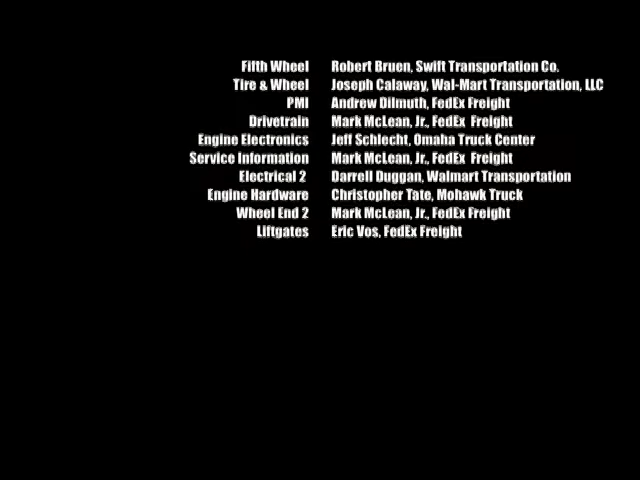 Fifth Wheel Robert Bruen, Swift Transportation Co.
Tire & Wheel Joseph Calaway, Wal-Mart Transportation, LLC
PMI Andrew Dilmuth, FedEx Freight
Drivetrain Mark McLean, Jr., FedEx Freight
Engine Electronics Jeff Schlecht, Omaha Truck Center
Service Information Mark McLean, Jr., FedEx Freight
Electrical 2 Darrell Duggan, Walmart Transportation
Engine Hardware Christopher Tate, Mohawk Truck
Wheel End 2 Mark McLean, Jr., FedEx Freight
Liftgates Eric Vos, FedEx Freight